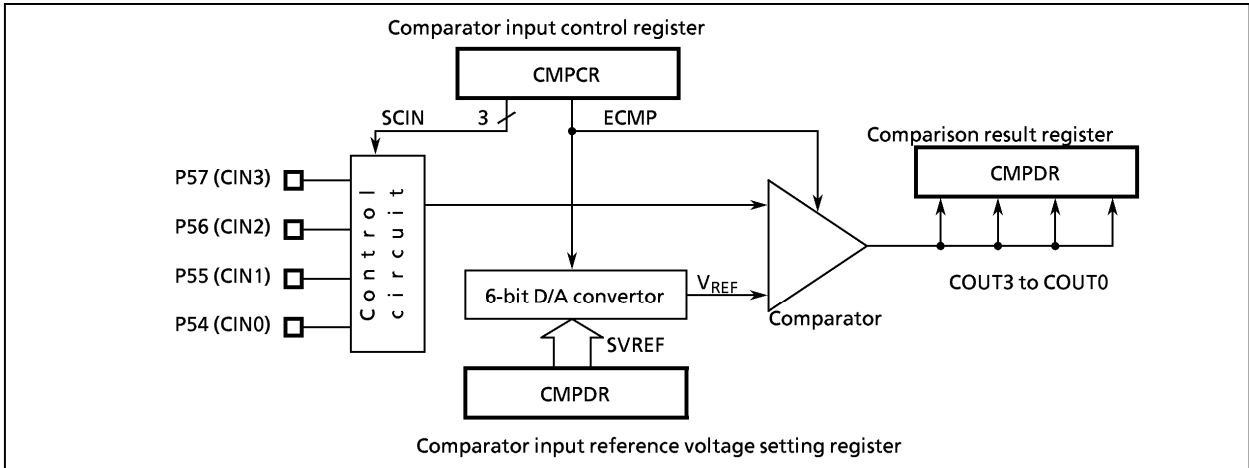 Comparator input control register
CMPCR
SCIN
3
ECMP
Comparison result register
CMPDR
P57 (CIN3)
P56 (CIN2)
P55 (CIN1)
P54 (CIN0)
Control
circuit
6-bit D/A convertor
VREF
Comparator
COUT3 to COUT0
SVREF
CMPDR
Comparator input reference voltage setting register